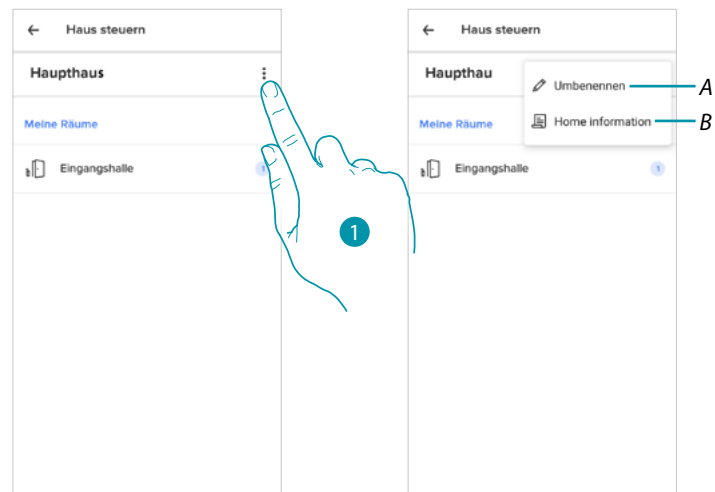 Haus steuern
Haupthaus
Meine Räume
Eingangshalle
1
1
Haus steuern
Haupthau
Umbenennen
A
Home information
B
Meine Räume
Eingangshalle
1